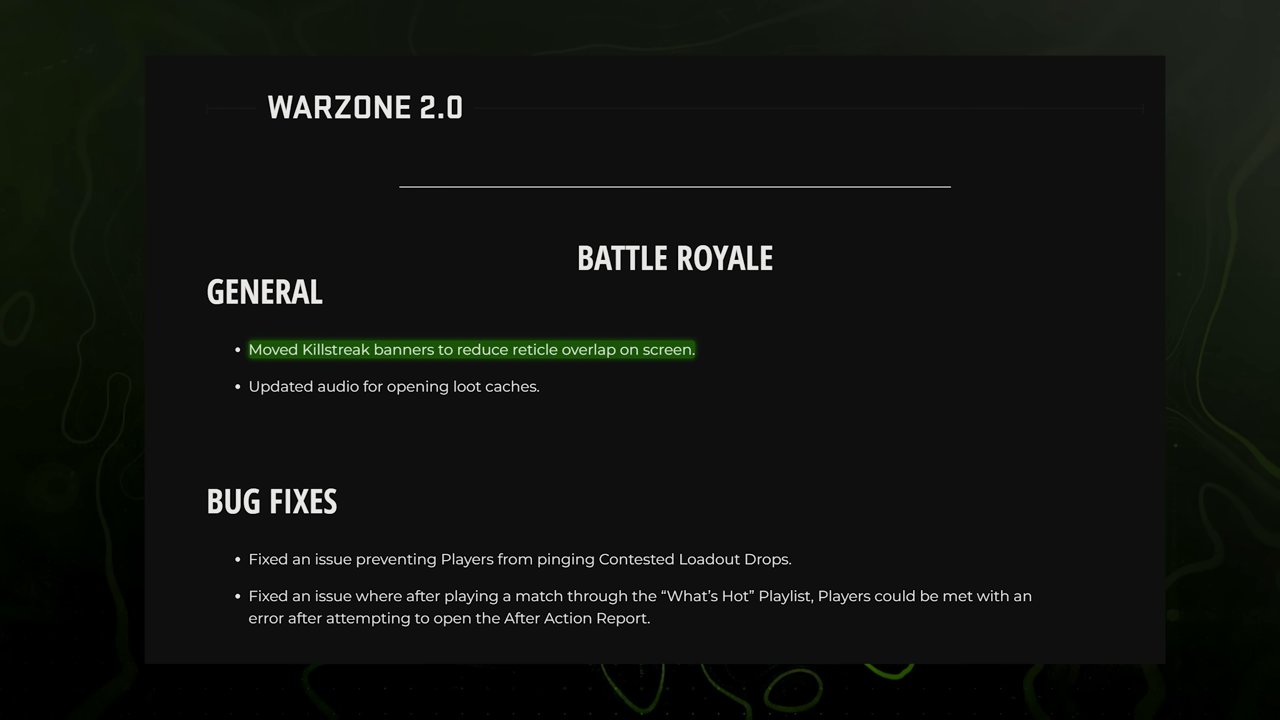 WARZONE 2.0
BATTLE ROYALE
GENERAL
• Moved Killstreak banners to reduce reticle overlap on screen.
• Updated audio for opening loot caches.
BUG FIXES
• Fixed an issue preventing Players from pinging Contested Loadout Drops.
• Fixed an issue where after playing a match through the “What’s Hot” Playlist, Players could be met with an
error after attempting to open the After Action Report.